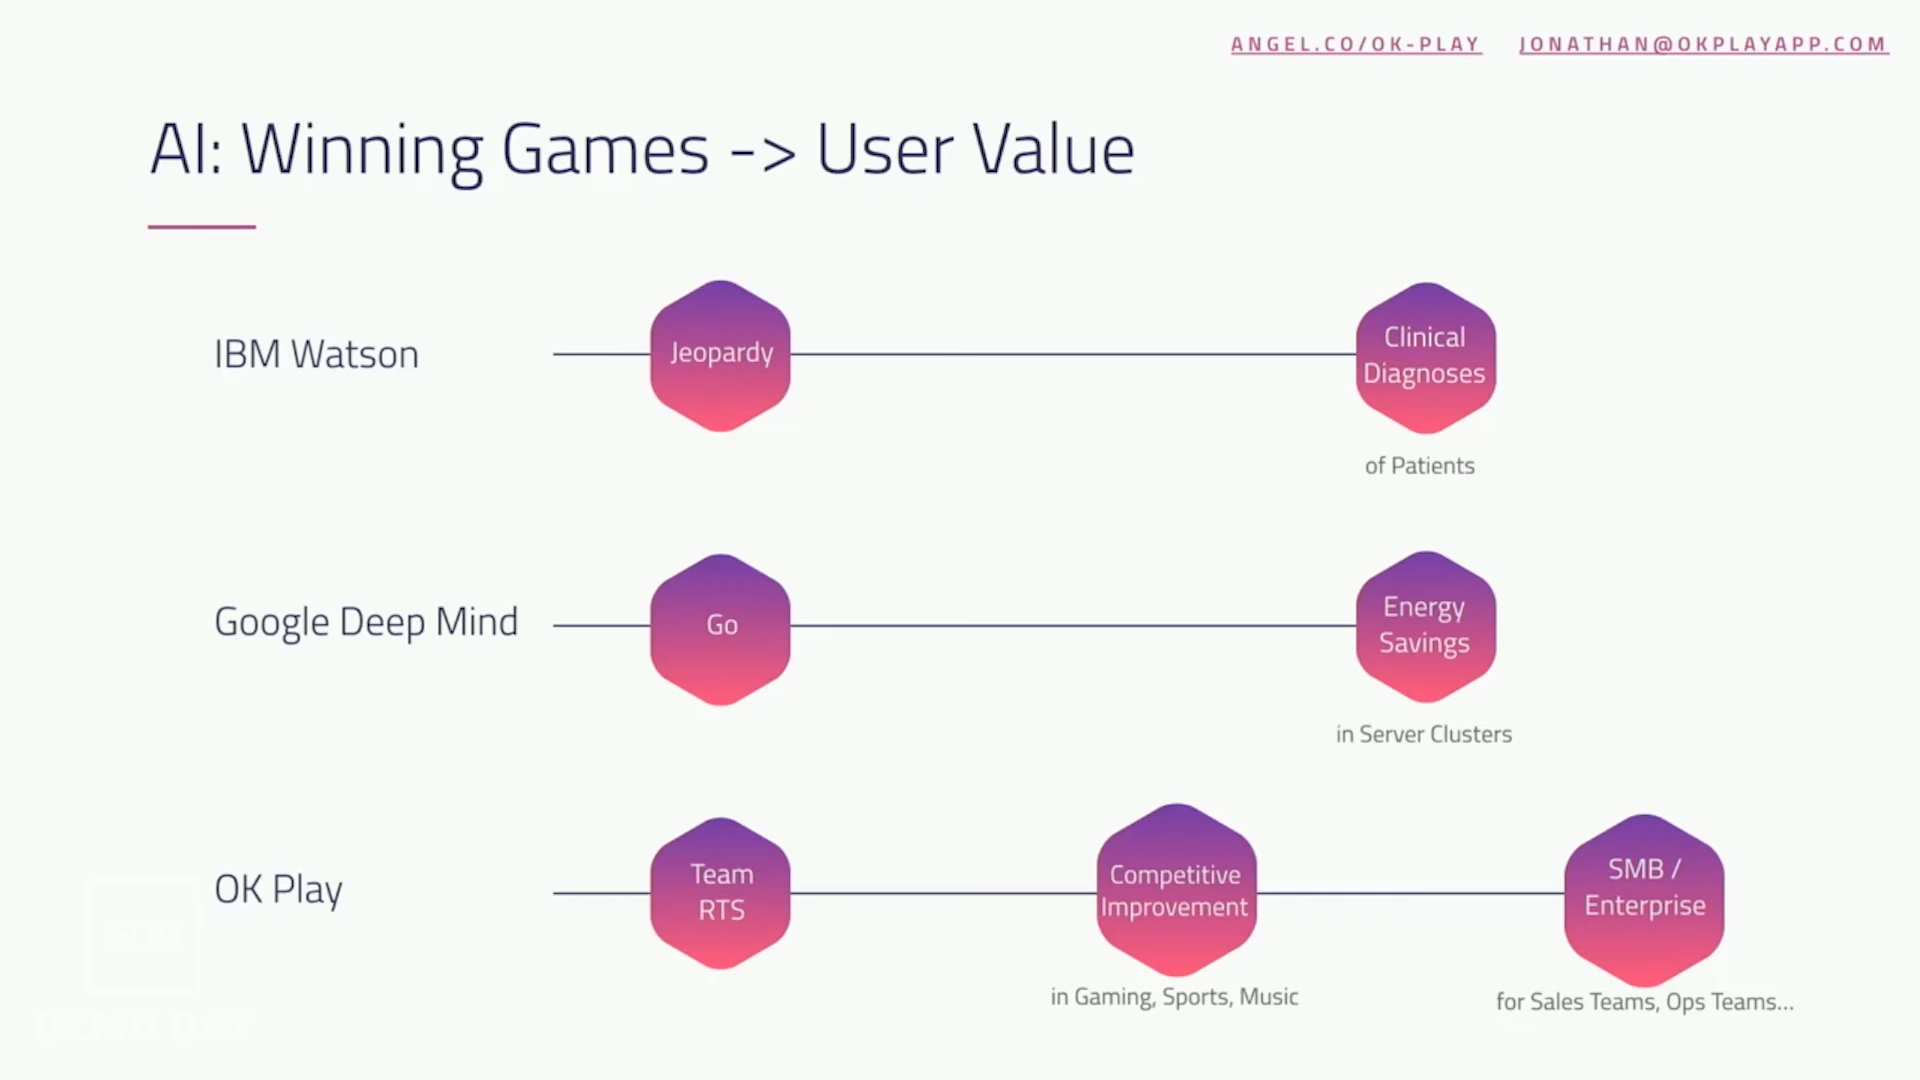 ANGEL.CO/OK-PLAY JONATHAN@OKPLAYAPP.COM
AI: Winning Games -> User Value
IBM Watson
Jeopardy
Clinical
Diagnoses
of Patients
Google Deep Mind
Go
Energy
Savings
in Server Clusters
OK Play
Team
RTS
Competitive
Improvement
in Gaming, Sports, Music
SMB /
Enterprise
for Sales Teams, Ops Teams...
DEMO DAY